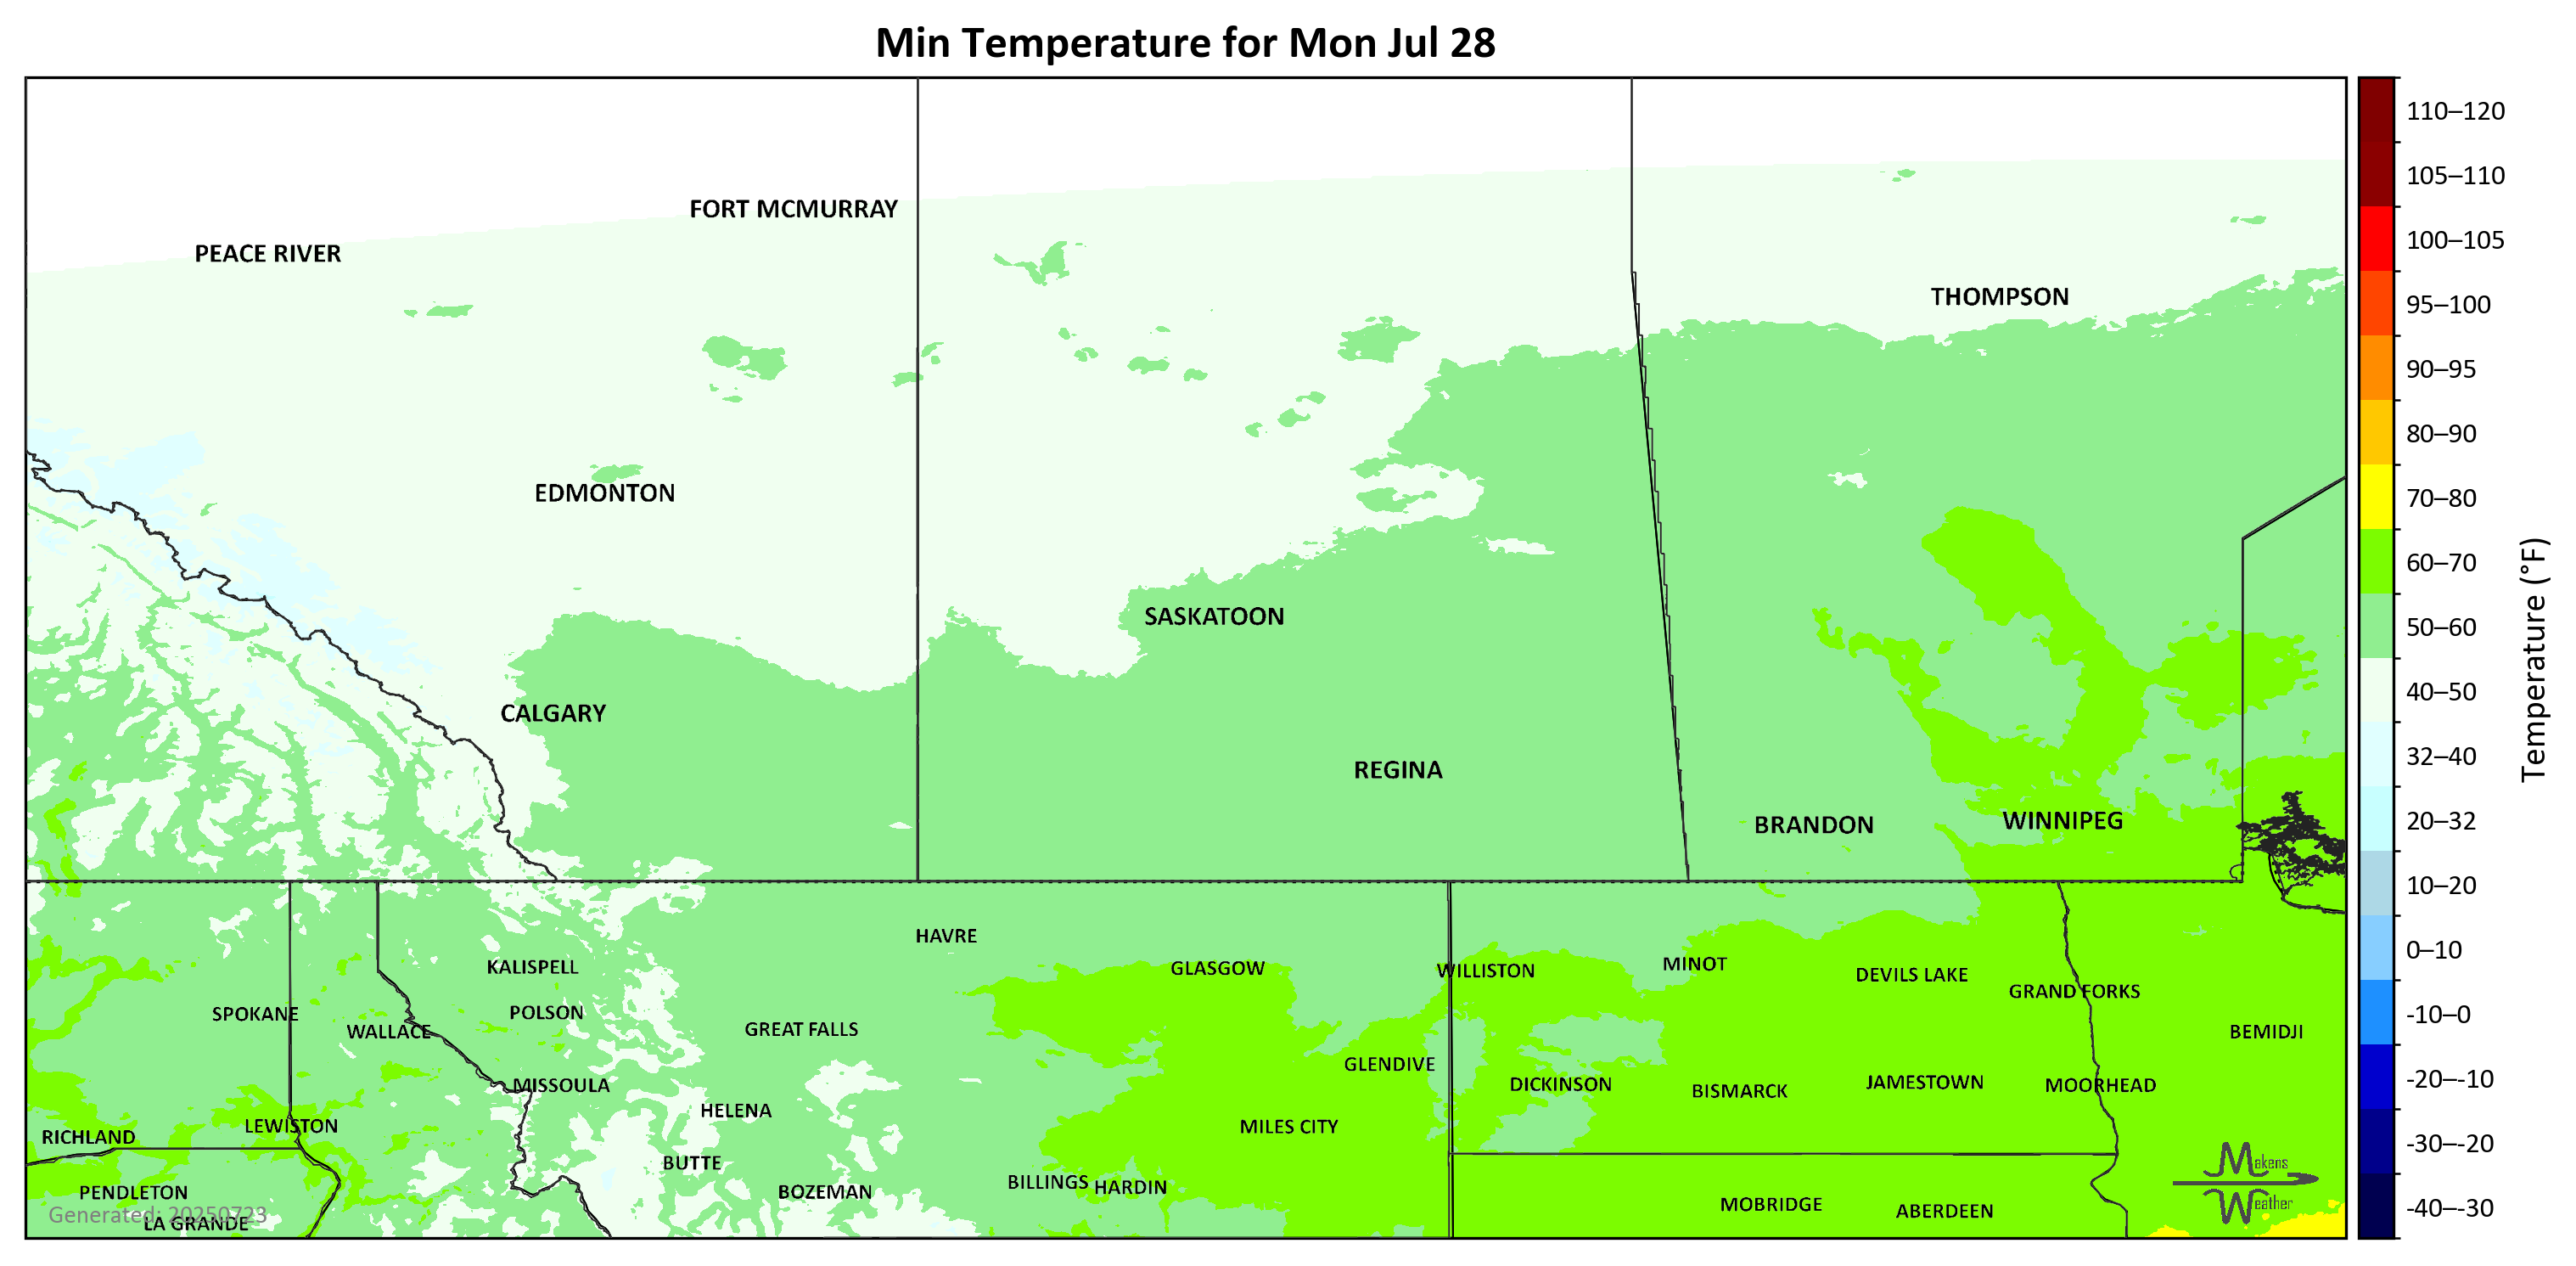 Min Temperature for Mon Jul 28
FORT MCMURRAY
PEACE RIVER
THOMPSON
EDMONTON
SASKATOON
CALGARY
REGINA
BRANDON
WINNIPEG
HAVRE
KALISPELL
GLASGOW
WILLISTON
MINOT
DEVILS LAKE
GRAND FORKS
SPOKANE
POLSON
WALLACE
GREAT FALLS
BEMIDJI
GLENDIVE
MISSOULA
DICKINSON
BISMARCK
JAMESTOWN
MOORHEAD
HELENA
LEWISTON
MILES CITY
RICHLAND
BUTTE
PENDLETON
BOZEMAN
BILLINGS
HARDIN
MOBRIDGE
ABERDEEN
Generated: 20250723
LA GRANDE
Makens
Weather
110–120
105–110
100–105
95–100
90–95
80–90
70–80
60–70
50–60
40–50
32–40
20–32
10–20
0–10
-10–0
-20–-10
-30–-20
-40–-30
Temperature (°F)